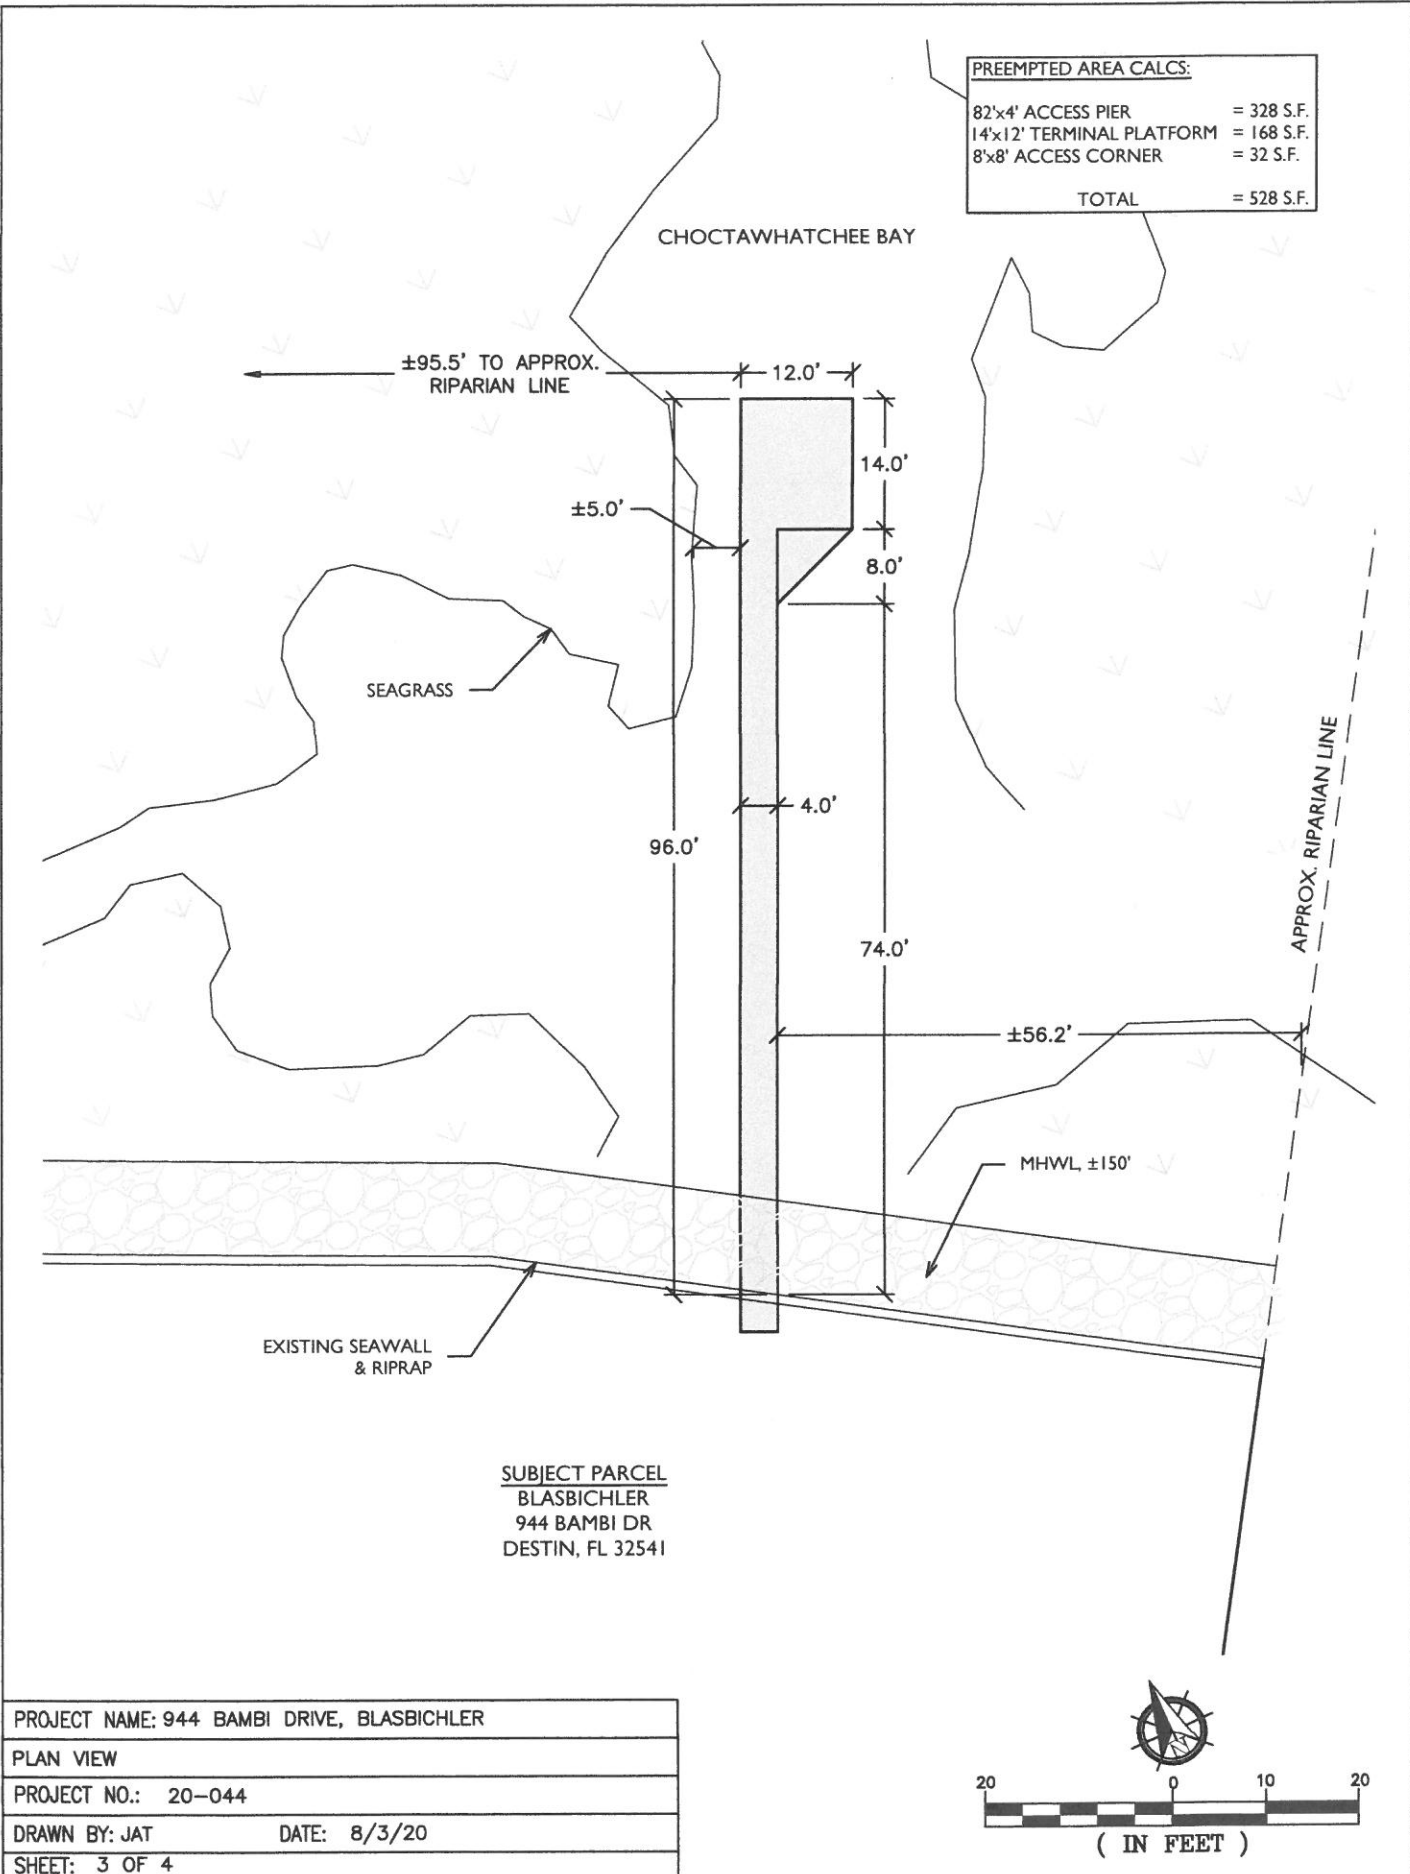 PREEMPTED AREA CALCS:
82'x4' ACCESS PIER = 328 S.F.
14'x12' TERMINAL PLATFORM = 168 S.F.
8'x8' ACCESS CORNER = 32 S.F.
TOTAL = 528 S.F.
CHOCTAWHATCHEE BAY
±95.5' TO APPROX.
RIPARIAN LINE
12.0'
14.0'
±5.0'
8.0'
SEAGRASS
4.0'
96.0'
74.0'
APPROX. RIPARIAN LINE
±56.2'
MHWL, ±150'
EXISTING SEAWALL
& RIPRAP
SUBJECT PARCEL
BLASBICHLER
944 BAMBI DR
DESTIN, FL 32541
PROJECT NAME: 944 BAMBI DRIVE, BLASBICHLER
PLAN VIEW
PROJECT NO.: 20-044
DRAWN BY: JAT DATE: 8/3/20
SHEET: 3 OF 4
N
20 0 10 20
( IN FEET )